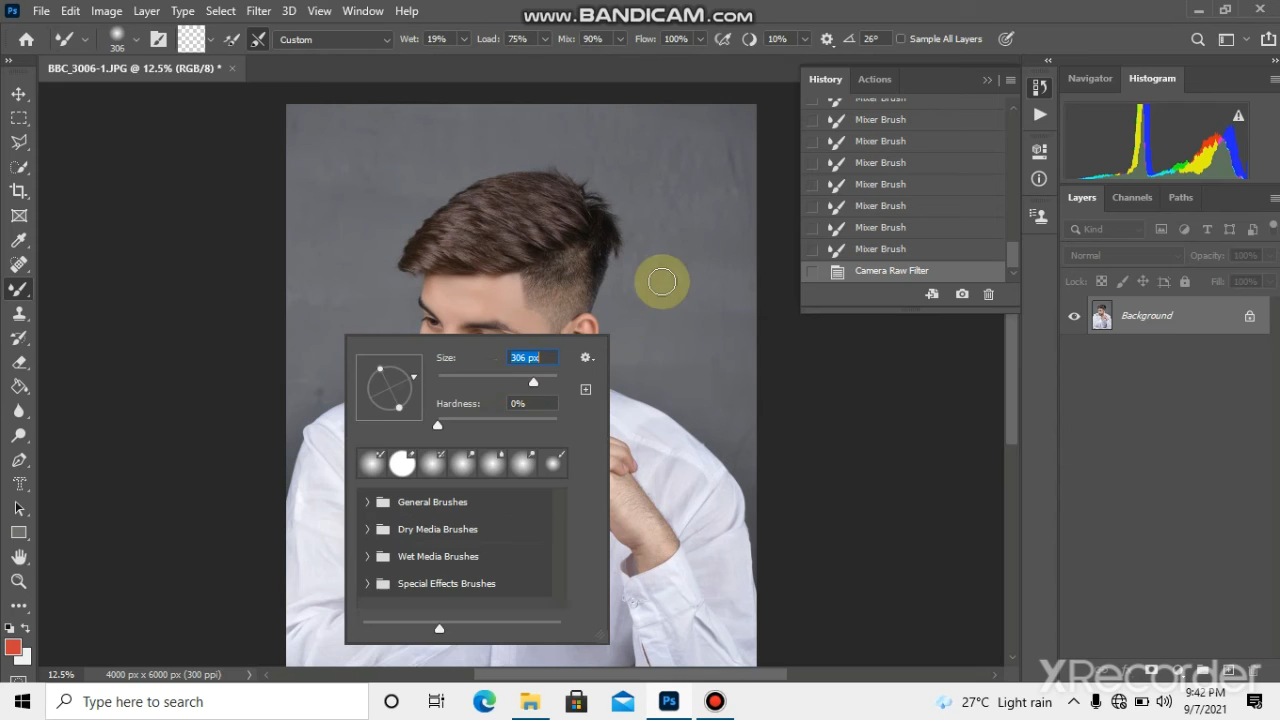 www.BANDICAM.com
Ps File Edit Image Layer Type Select Filter 3D View Window Help
306 Custom Wet: 19% Load: 75% Mix: 90% Flow: 100% 10% 26° Sample All Layers
BBC_3006-1.JPG @ 12.5% (RGB/8) * ×
History Actions
Mixer Brush
Mixer Brush
Mixer Brush
Mixer Brush
Mixer Brush
Mixer Brush
Mixer Brush
Mixer Brush
Camera Raw Filter
Navigator Histogram
Layers Channels Paths
Kind
Normal Opacity: 100%
Lock: Fill: 100%
Background
Size: 306 px
Hardness: 0%
General Brushes
Dry Media Brushes
Wet Media Brushes
Special Effects Brushes
12.5% 4000 px x 6000 px (300 ppi)
XRecorder
Type here to search
Ps
27°C Light rain
9:42 PM
9/7/2021